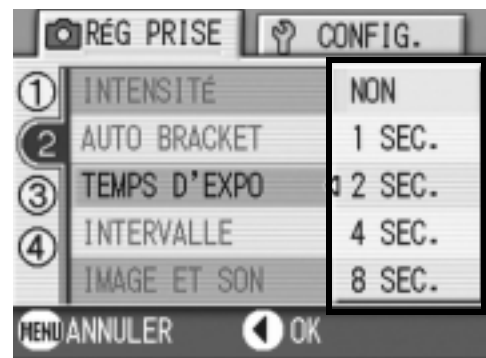 RÉG PRISE CONFIG.
1 INTENSITÉ NON
2 AUTO BRACKET 1 SEC.
3 TEMPS D'EXPO 2 SEC.
4 INTERVALLE 4 SEC.
IMAGE ET SON 8 SEC.
MENU ANNULER OK